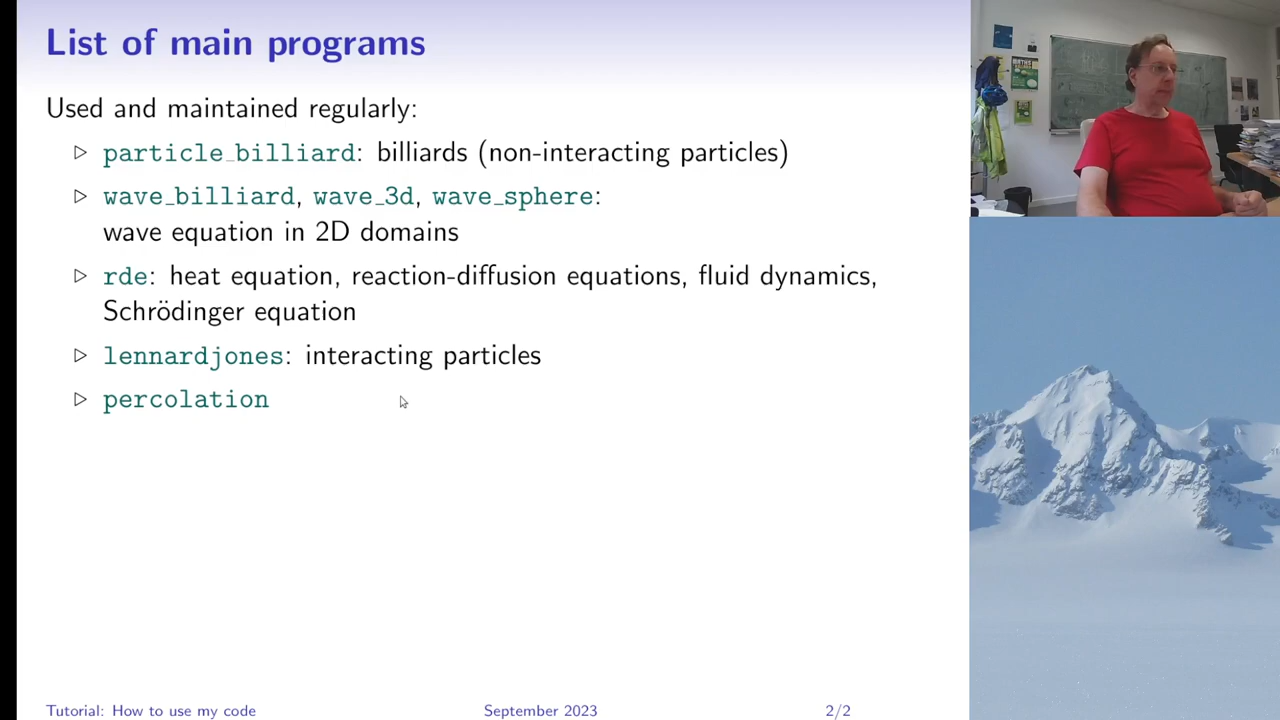 List of main programs
Used and maintained regularly:
▷ particle_billiard: billiards (non-interacting particles)
▷ wave_billiard, wave_3d, wave_sphere:
wave equation in 2D domains
▷ rde: heat equation, reaction-diffusion equations, fluid dynamics,
Schrödinger equation
▷ lennardjones: interacting particles
▷ percolation
Tutorial: How to use my code September 2023 2/2